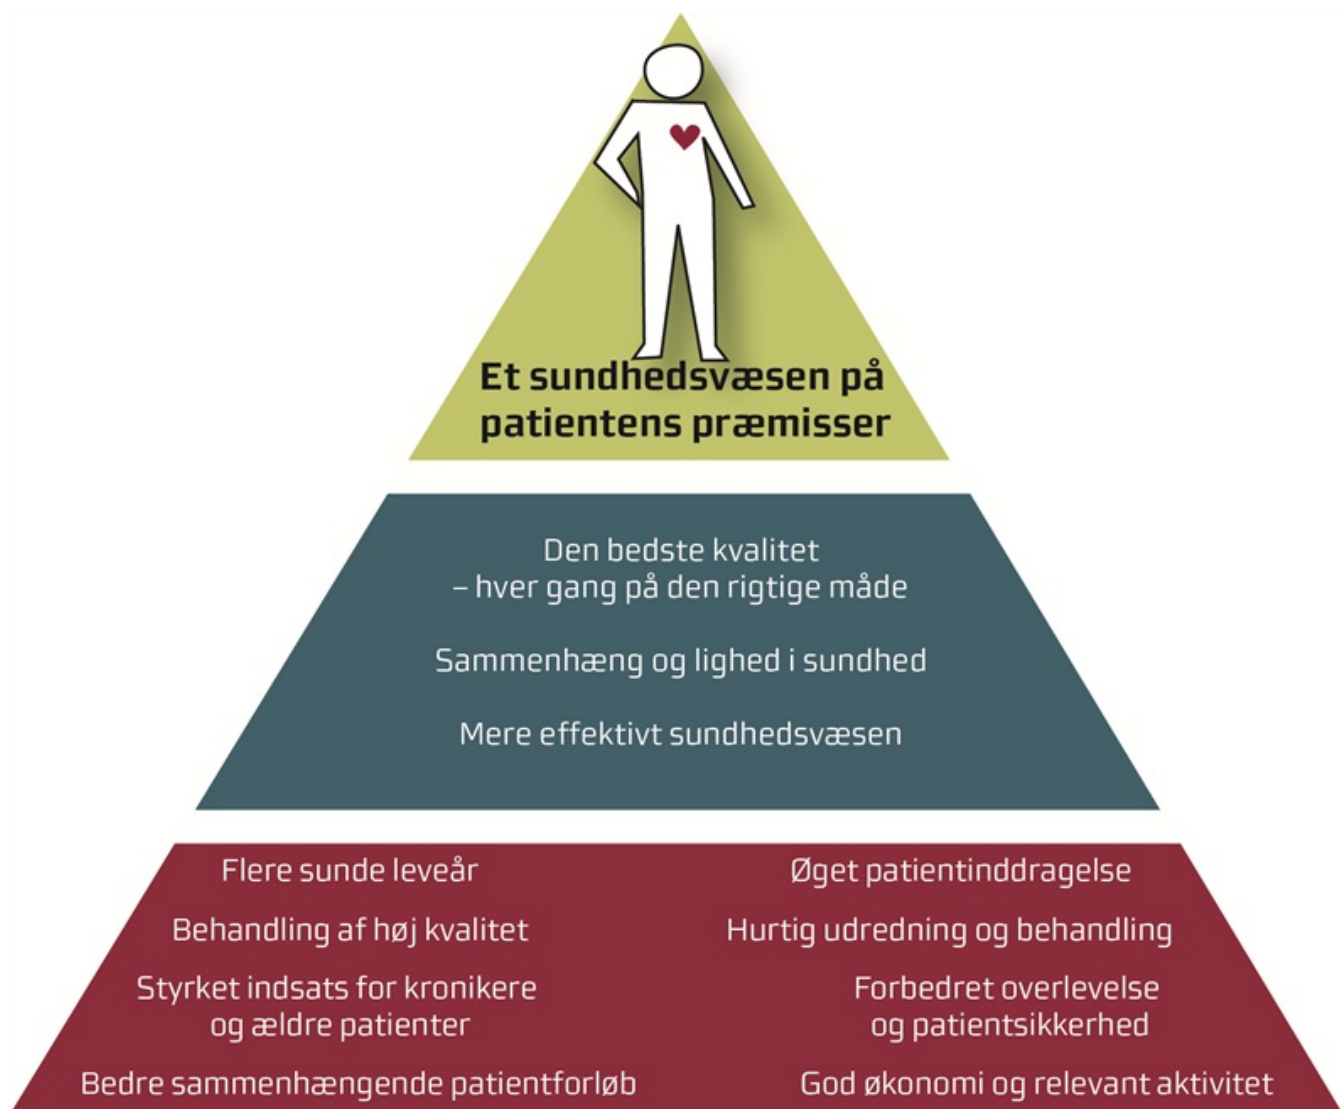 Et sundhedsvæsen på
patientens præmisser
Den bedste kvalitet
– hver gang på den rigtige måde
Sammenhæng og lighed i sundhed
Mere effektivt sundhedsvæsen
Flere sunde leveår
Behandling af høj kvalitet
Styrket indsats for kronikere
og ældre patienter
Bedre sammenhængende patientforløb
Øget patientinddragelse
Hurtig udredning og behandling
Forbedret overlevelse
og patientsikkerhed
God økonomi og relevant aktivitet